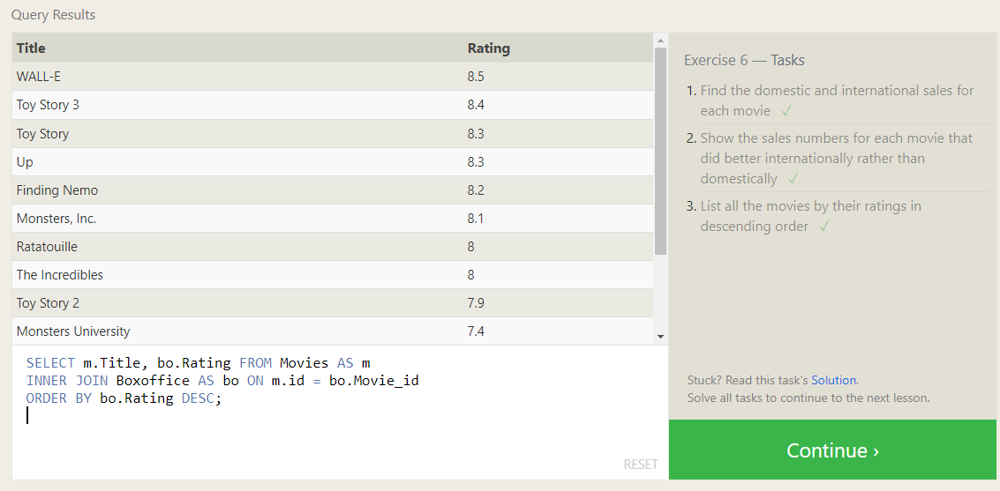 Query Results
Title Rating
WALL-E 8.5
Toy Story 3 8.4
Toy Story 8.3
Up 8.3
Finding Nemo 8.2
Monsters, Inc. 8.1
Ratatouille 8
The Incredibles 8
Toy Story 2 7.9
Monsters University 7.4
SELECT m.Title, bo.Rating FROM Movies AS m
INNER JOIN Boxoffice AS bo ON m.id = bo.Movie_id
ORDER BY bo.Rating DESC;
RESET
Exercise 6 — Tasks
1. Find the domestic and international sales for
each movie ✓
2. Show the sales numbers for each movie that
did better internationally rather than
domestically ✓
3. List all the movies by their ratings in
descending order ✓
Stuck? Read this task's Solution.
Solve all tasks to continue to the next lesson.
Continue ›